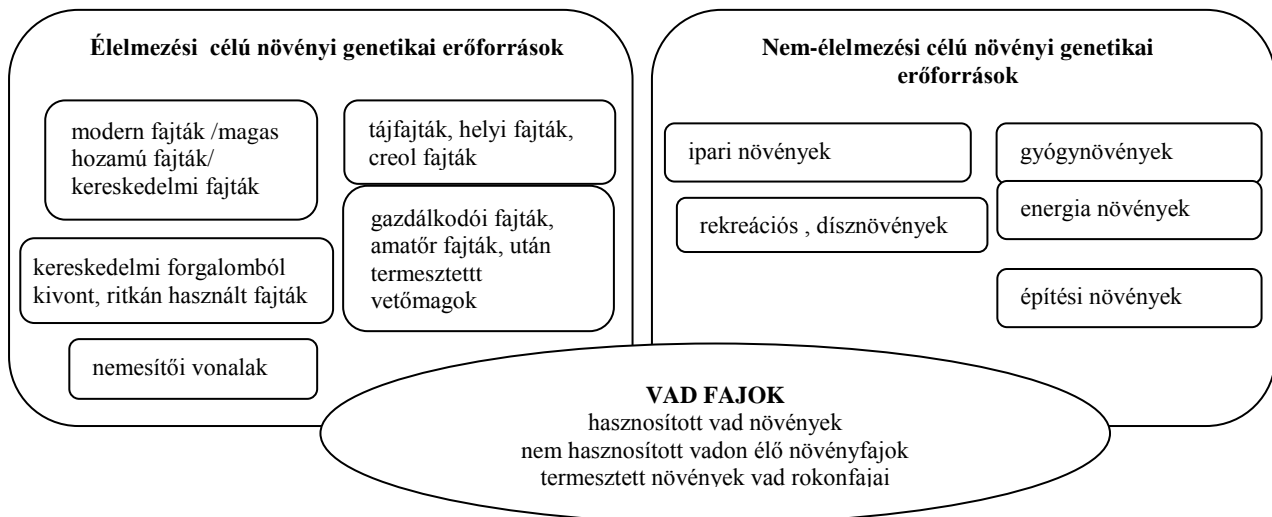 Élelmezési célú növényi genetikai erőforrások
modern fajták /magas
hozamú fajták/
kereskedelmi fajták
tájfajták, helyi fajták,
creol fajták
gazdálkodói fajták,
amatőr fajták, után
termesztettt
vetőmagok
kereskedelmi forgalomból
kivont, ritkán használt fajták
nemesítői vonalak
Nem-élelmezési célú növényi genetikai
erőforrások
ipari növények
gyógynövények
rekreációs , dísznövények
energia növények
építési növények
VAD FAJOK
hasznosított vad növények
nem hasznosított vadon élő növényfajok
termesztett növények vad rokonfajai